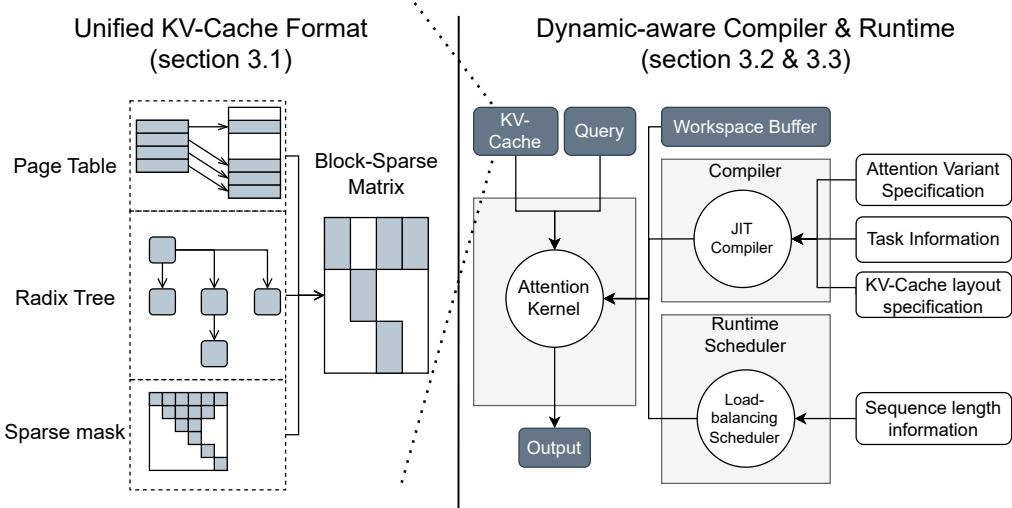 Unified KV-Cache Format
(section 3.1)
Page Table
Radix Tree
Sparse mask
Block-Sparse
Matrix
Dynamic-aware Compiler & Runtime
(section 3.2 & 3.3)
KV-
Cache
Query
Workspace Buffer
Attention
Kernel
Output
Compiler
JIT
Compiler
Attention Variant
Specification
Task Information
KV-Cache layout
specification
Runtime
Scheduler
Load-
balancing
Scheduler
Sequence length
information